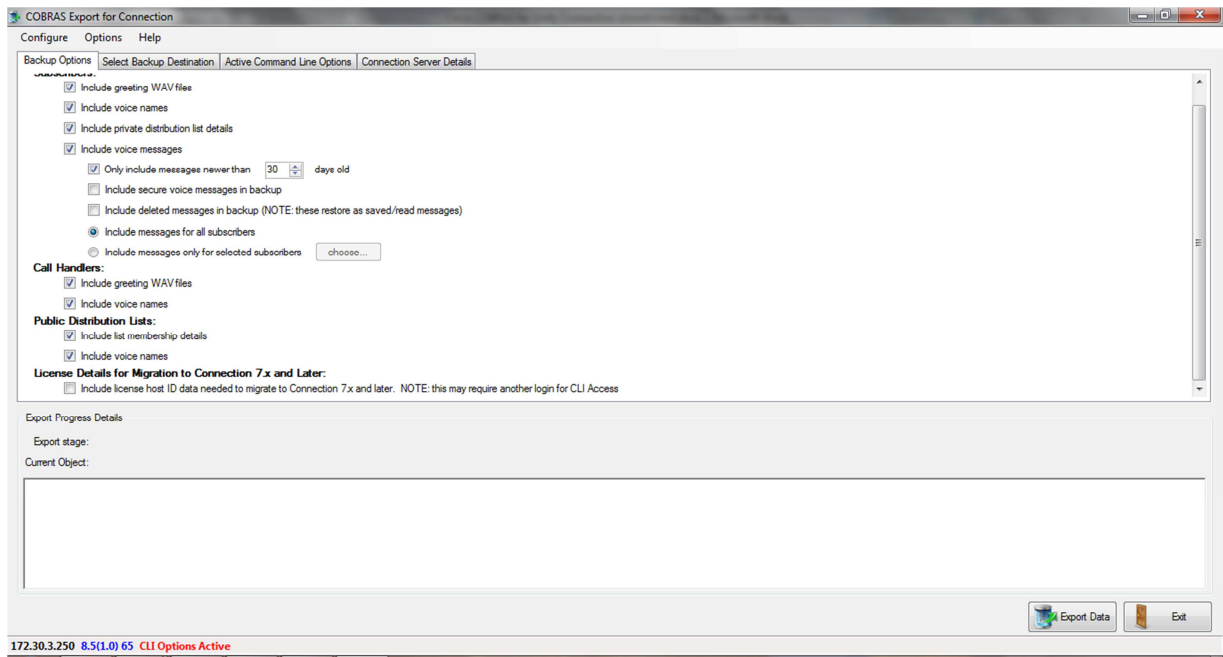 COBRAS Export for Connection
Configure Options Help
Backup Options Select Backup Destination Active Command Line Options Connection Server Details
Subscribers:
Include greeting WAV files
Include voice names
Include private distribution list details
Include voice messages
Only include messages newer than 30 days old
Include secure voice messages in backup
Include deleted messages in backup (NOTE: these restore as saved/read messages)
Include messages for all subscribers
Include messages only for selected subscribers choose...
Call Handlers:
Include greeting WAV files
Include voice names
Public Distribution Lists:
Include list membership details
Include voice names
License Details for Migration to Connection 7.x and Later:
Include license host ID data needed to migrate to Connection 7.x and later. NOTE: this may require another login for CLI Access
Export Progress Details
Export stage:
Current Object:
Export Data Exit
172.30.3.250 8.5(1.0) 65 CLI Options Active